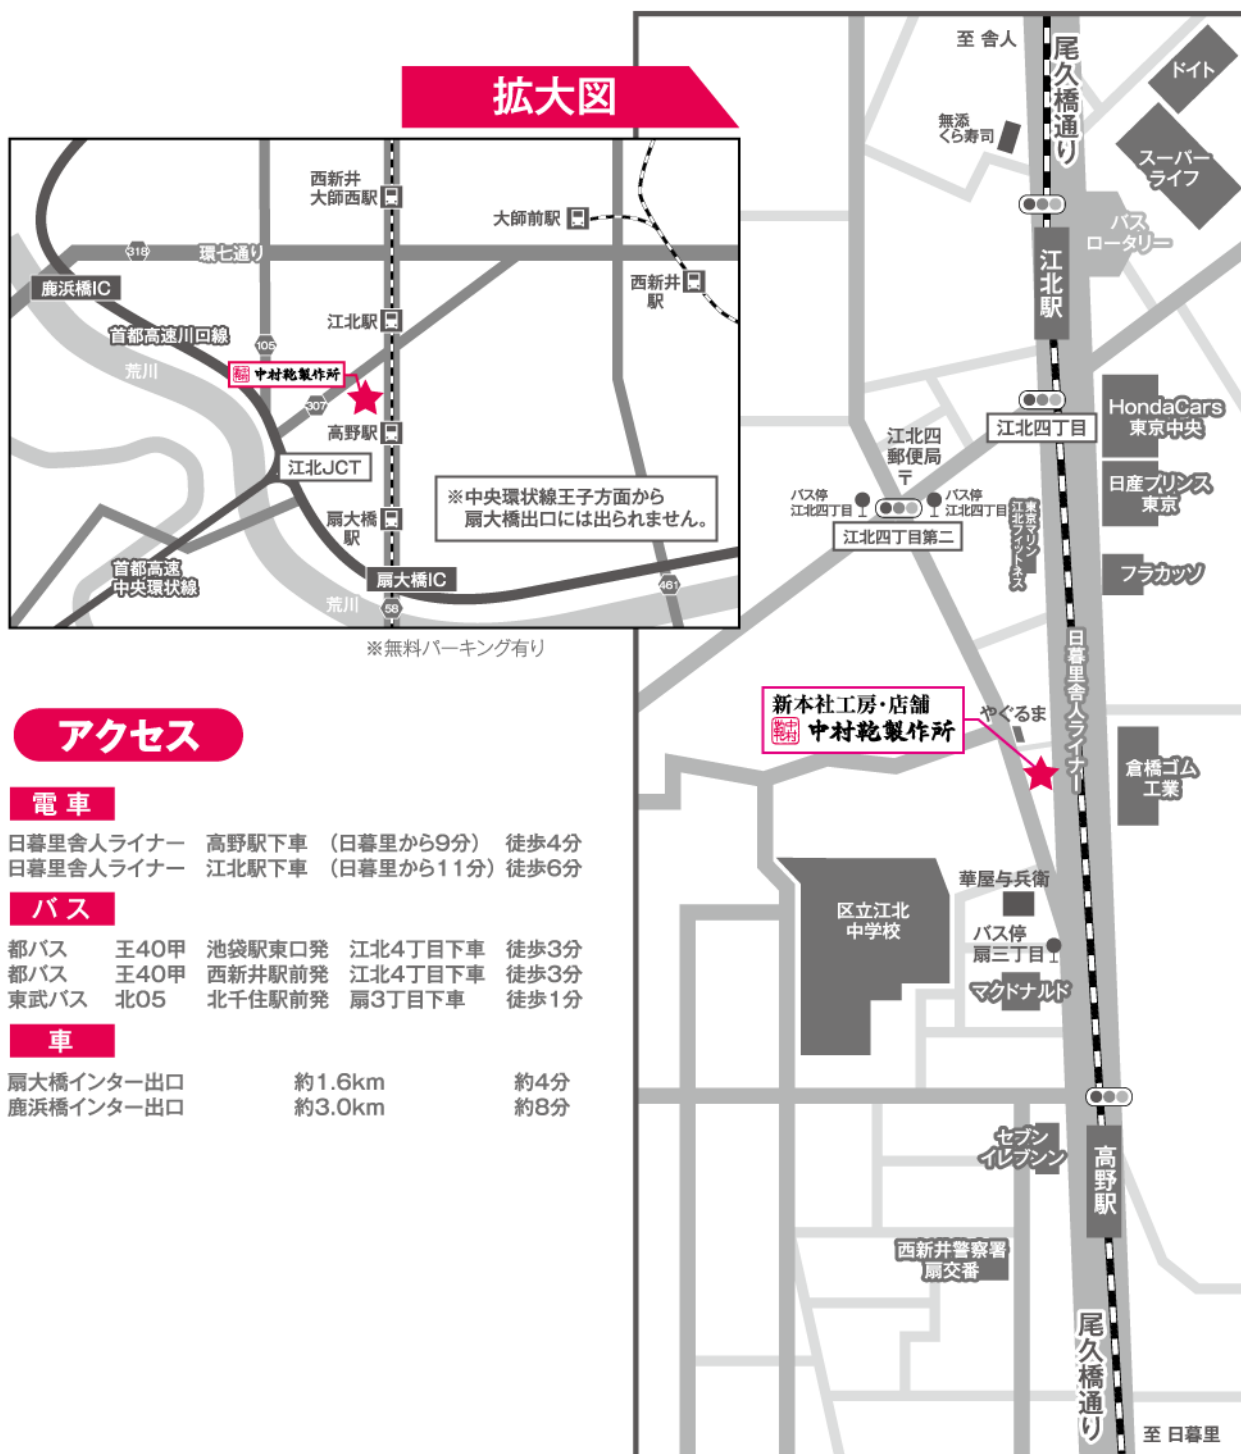 拡大図
西新井
大師西駅
大師前駅
318
環七通り
西新井
駅
鹿浜橋IC
江北駅
首都高速川口線
105
荒川
中村鞄製作所
307
高野駅
江北JCT
※中央環状線王子方面から
扇大橋出口には出られません。
扇大橋
駅
首都高速
中央環状線
扇大橋IC
461
荒川
58
※無料パーキング有り
アクセス
電車
日暮里舎人ライナー 高野駅下車 (日暮里から9分) 徒歩4分
日暮里舎人ライナー 江北駅下車 (日暮里から11分) 徒歩6分
バス
都バス 王40甲 池袋駅東口発 江北4丁目下車 徒歩3分
都バス 王40甲 西新井駅前発 江北4丁目下車 徒歩3分
東武バス 北05 北千住駅前発 扇3丁目下車 徒歩1分
車
扇大橋インター出口 約1.6km 約4分
鹿浜橋インター出口 約3.0km 約8分
至 舎人
尾久橋通り
ドイト
無添
くら寿司
スーパー
ライフ
バス
ロータリー
江北駅
HondaCars
東京中央
江北四丁目
江北四
郵便局
〒
日産プリンス
東京
バス停
江北四丁目
バス停
江北四丁目
江北四丁目第二
東京マリン
江北フィットネス
フラカッソ
日暮里舎人ライナー
新本社工房・店舗
中村鞄製作所
中村鞄
やぐるま
倉橋ゴム
工業
華屋与兵衛
区立江北
中学校
バス停
扇三丁目
マクドナルド
セブン
イレブンン
高野駅
西新井警察署
扇交番
尾久橋通り
至 日暮里